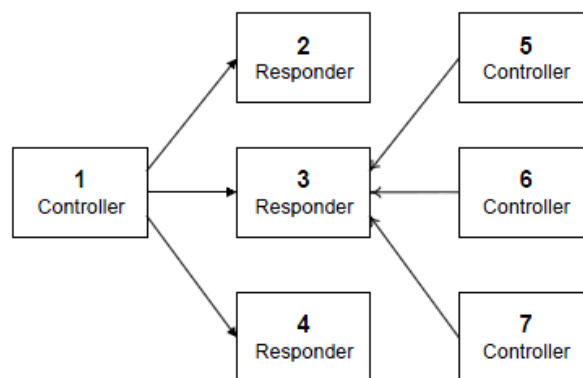 2
Responder
5
Controller
1
Controller
3
Responder
6
Controller
4
Responder
7
Controller